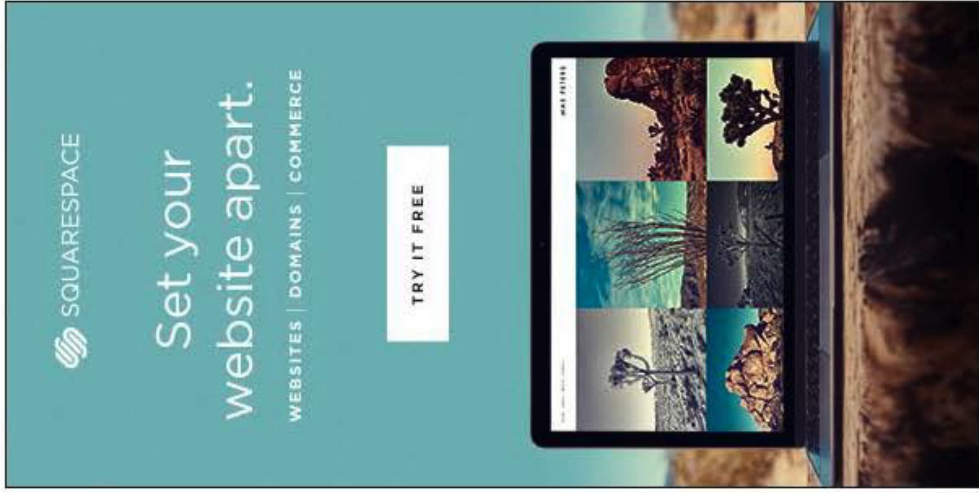 SQUARESPACE
Set your
website apart.
WEBSITES | DOMAINS | COMMERCE
TRY IT FREE
MAX PETERS